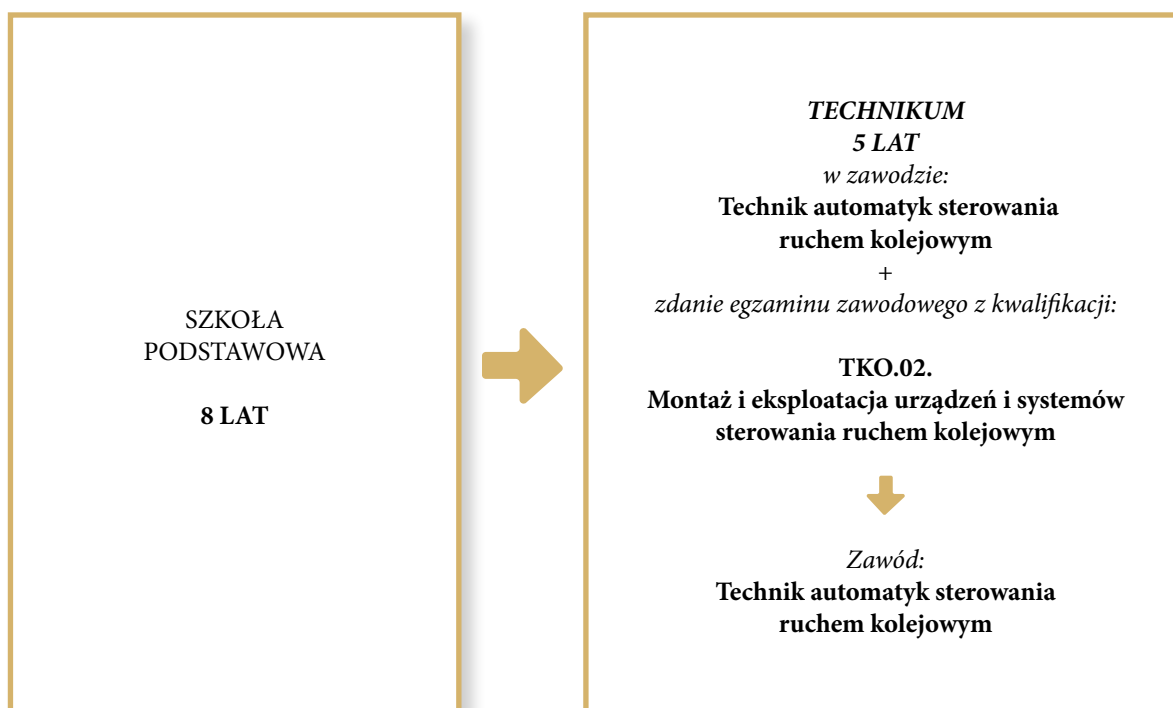 SZKOŁA
PODSTAWOWA
8 LAT
TECHNIKUM
5 LAT
w zawodzie:
Technik automatyk sterowania
ruchem kolejowym
+
zdanie egzaminu zawodowego z kwalifikacji:
TKO.02.
Montaż i eksploatacja urządzeń i systemów
sterowania ruchem kolejowym
Zawód:
Technik automatyk sterowania
ruchem kolejowym